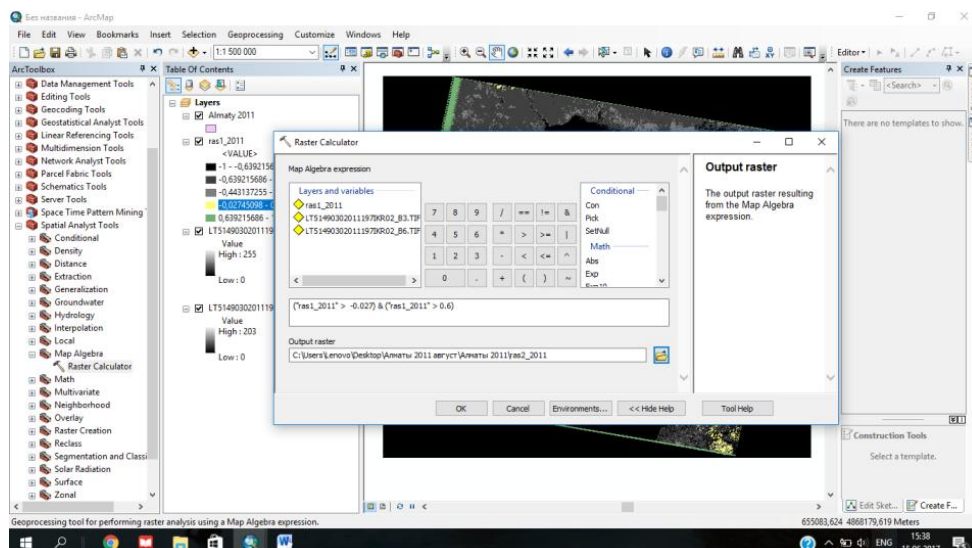 Без названия - ArcMap
File Edit View Bookmarks Insert Selection Geoprocessing Customize Windows Help
1:1 500 000
Editor
ArcToolbox
Data Management Tools
Editing Tools
Geocoding Tools
Geostatistical Analyst Tools
Linear Referencing Tools
Multidimension Tools
Network Analyst Tools
Parcel Fabric Tools
Schematics Tools
Server Tools
Space Time Pattern Mining
Spatial Analyst Tools
Conditional
Density
Distance
Extraction
Generalization
Groundwater
Hydrology
Interpolation
Local
Map Algebra
Raster Calculator
Math
Multivariate
Neighborhood
Overlay
Raster Creation
Reclass
Segmentation and Classi
Solar Radiation
Surface
Zonal
Table Of Contents
Layers
Almaty 2011
ras1_2011
<VALUE>
-1 - -0,6392156
-0,639215686 -
-0,443137255 -
-0,02745098 - 0
0,639215686 -
LT51490302011119
Value
High : 255
Low : 0
LT5149030201119
Value
High : 203
Low : 0
Raster Calculator
Map Algebra expression
Layers and variables
ras1_2011
LT51490302011197IKR02_B3.TIF
LT51490302011197IKR02_B6.TIF
7 8 9 / == != &
4 5 6 * > >= |
1 2 3 - < <= ^
0 . + ( ) ~
Conditional
Con
Pick
SetNull
Math
Abs
Exp
Exp10
("ras1_2011" > -0.027) & ("ras1_2011" > 0.6)
Output raster
C:\Users\Lenovo\Desktop\Алматы 2011 август\Алматы 2011\ras2_2011
OK Cancel Environments... << Hide Help Tool Help
Output raster
The output raster resulting
from the Map Algebra
expression.
Create Features
<Search>
There are no templates to show.
Construction Tools
Select a template.
Edit Sket... Create F...
Geoprocessing tool for performing raster analysis using a Map Algebra expression.
655083,624 4868179,619 Meters
ENG
15:38
15.06.2017